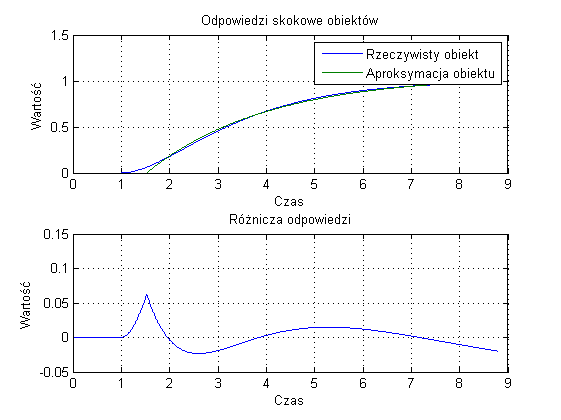 Odpowiedzi skokowe obiektów
1.5
1
0.5
0
Wartość
Rzeczywisty obiekt
Aproksymacja obiektu
0 1 2 3 4 5 6 7 8 9
Czas
Różnicza odpowiedzi
0.15
0.1
0.05
0
-0.05
Wartość
0 1 2 3 4 5 6 7 8 9
Czas